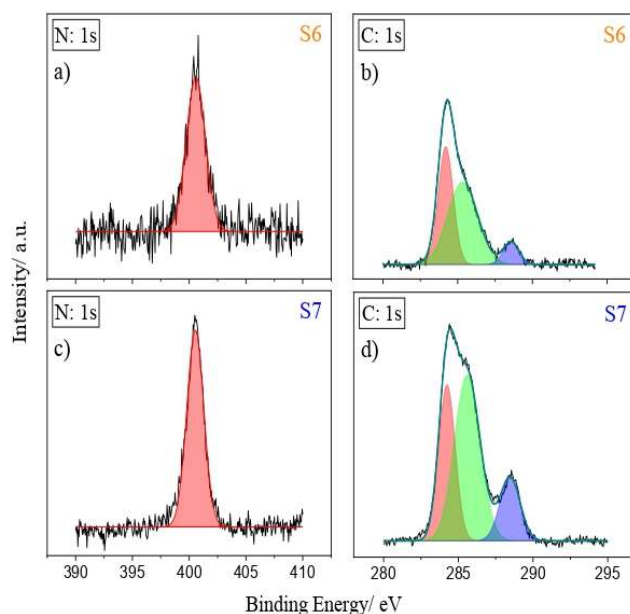 N: 1s S6
a)
C: 1s S6
b)
N: 1s S7
c)
C: 1s S7
d)
Intensity/ a.u.
390 395 400 405 410
280 285 290 295
Binding Energy/ eV